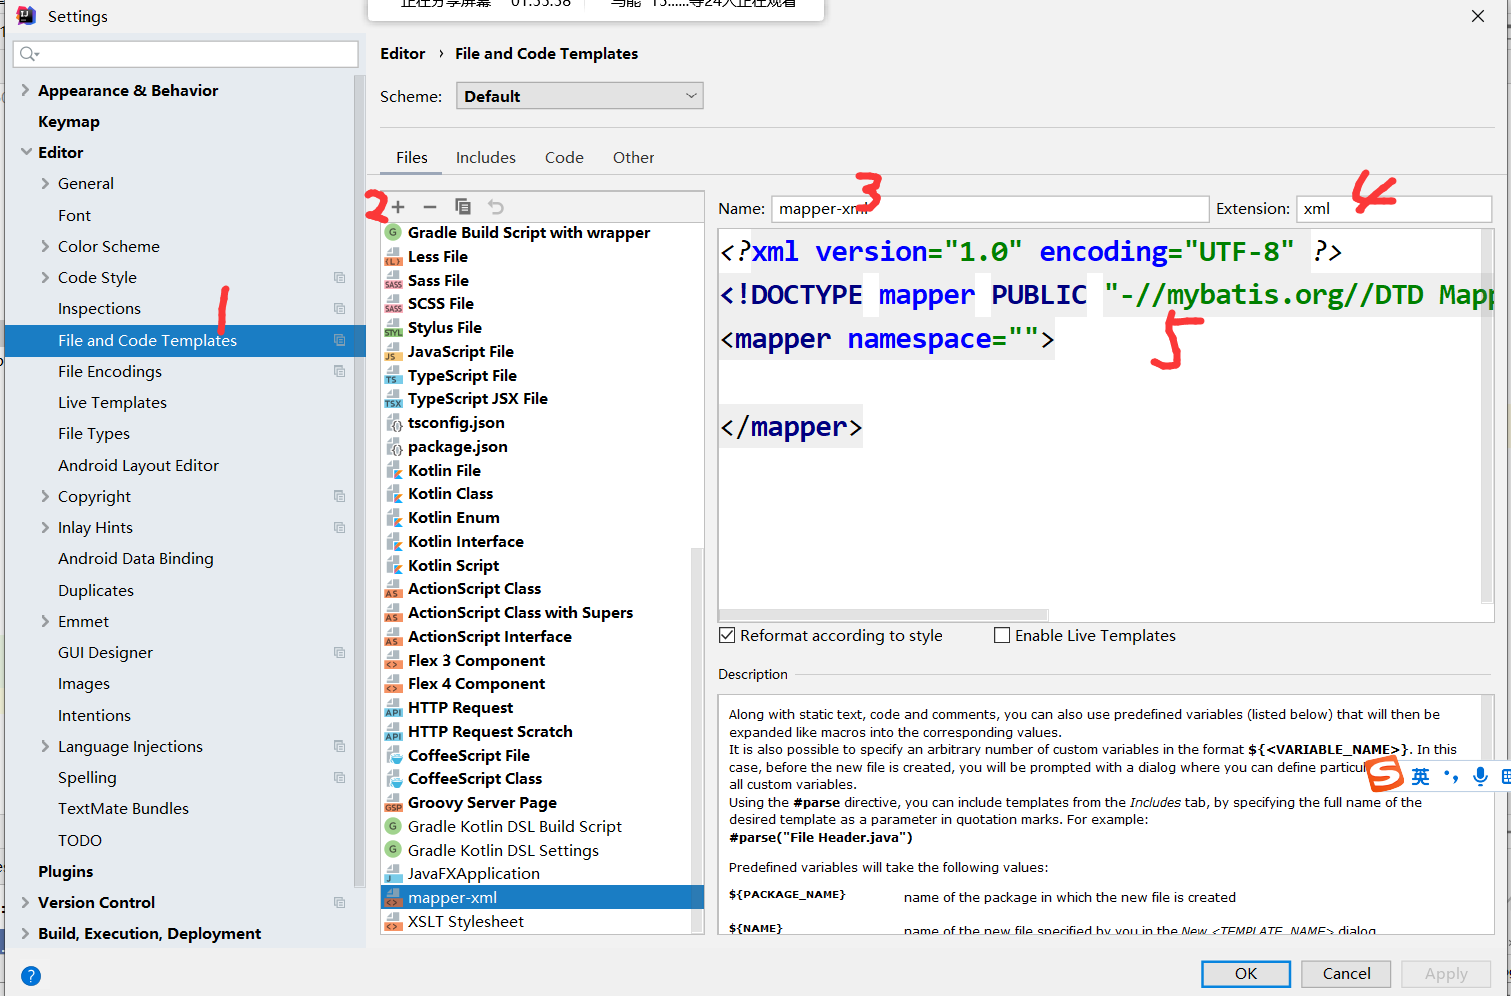 Settings
正在分享屏幕 01:55:58
等24人正在观看
Editor › File and Code Templates
Scheme: Default
Files Includes Code Other
Appearance & Behavior
Keymap
Editor
General
Font
Color Scheme
Code Style
Inspections
1
File and Code Templates
File Encodings
Live Templates
File Types
Android Layout Editor
Copyright
Inlay Hints
Android Data Binding
Duplicates
Emmet
GUI Designer
Images
Intentions
Language Injections
Spelling
TextMate Bundles
TODO
Plugins
Version Control
Build, Execution, Deployment
2
Gradle Build Script with wrapper
Less File
Sass File
SCSS File
Stylus File
JavaScript File
TypeScript File
TypeScript JSX File
tsconfig.json
package.json
Kotlin File
Kotlin Class
Kotlin Enum
Kotlin Interface
Kotlin Script
ActionScript Class
ActionScript Class with Supers
ActionScript Interface
Flex 3 Component
Flex 4 Component
HTTP Request
HTTP Request Scratch
CoffeeScript File
CoffeeScript Class
Groovy Server Page
Gradle Kotlin DSL Build Script
Gradle Kotlin DSL Settings
JavaFXApplication
mapper-xml
XSLT Stylesheet
3 4
Name: mapper-xml Extension: xml
<?xml version="1.0" encoding="UTF-8" ?>
<!DOCTYPE mapper PUBLIC "-//mybatis.org//DTD Mapp
<mapper namespace="">
5
</mapper>
Reformat according to style Enable Live Templates
Description
Along with static text, code and comments, you can also use predefined variables (listed below) that will then be
expanded like macros into the corresponding values.
It is also possible to specify an arbitrary number of custom variables in the format ${<VARIABLE_NAME>}. In this
case, before the new file is created, you will be prompted with a dialog where you can define particul
all custom variables.
Using the #parse directive, you can include templates from the Includes tab, by specifying the full name of the
desired template as a parameter in quotation marks. For example:
#parse("File Header.java")
Predefined variables will take the following values:
${PACKAGE_NAME} name of the package in which the new file is created
${NAME} name of the new file specified by you in the New <TEMPLATE_NAME> dialog
S 英
? OK Cancel Apply